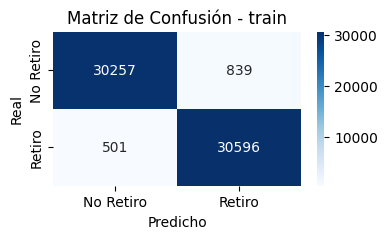 Matriz de Confusión - train
Real
No Retiro
30257
839
Retiro
501
30596
No Retiro
Retiro
Predicho
30000
20000
10000